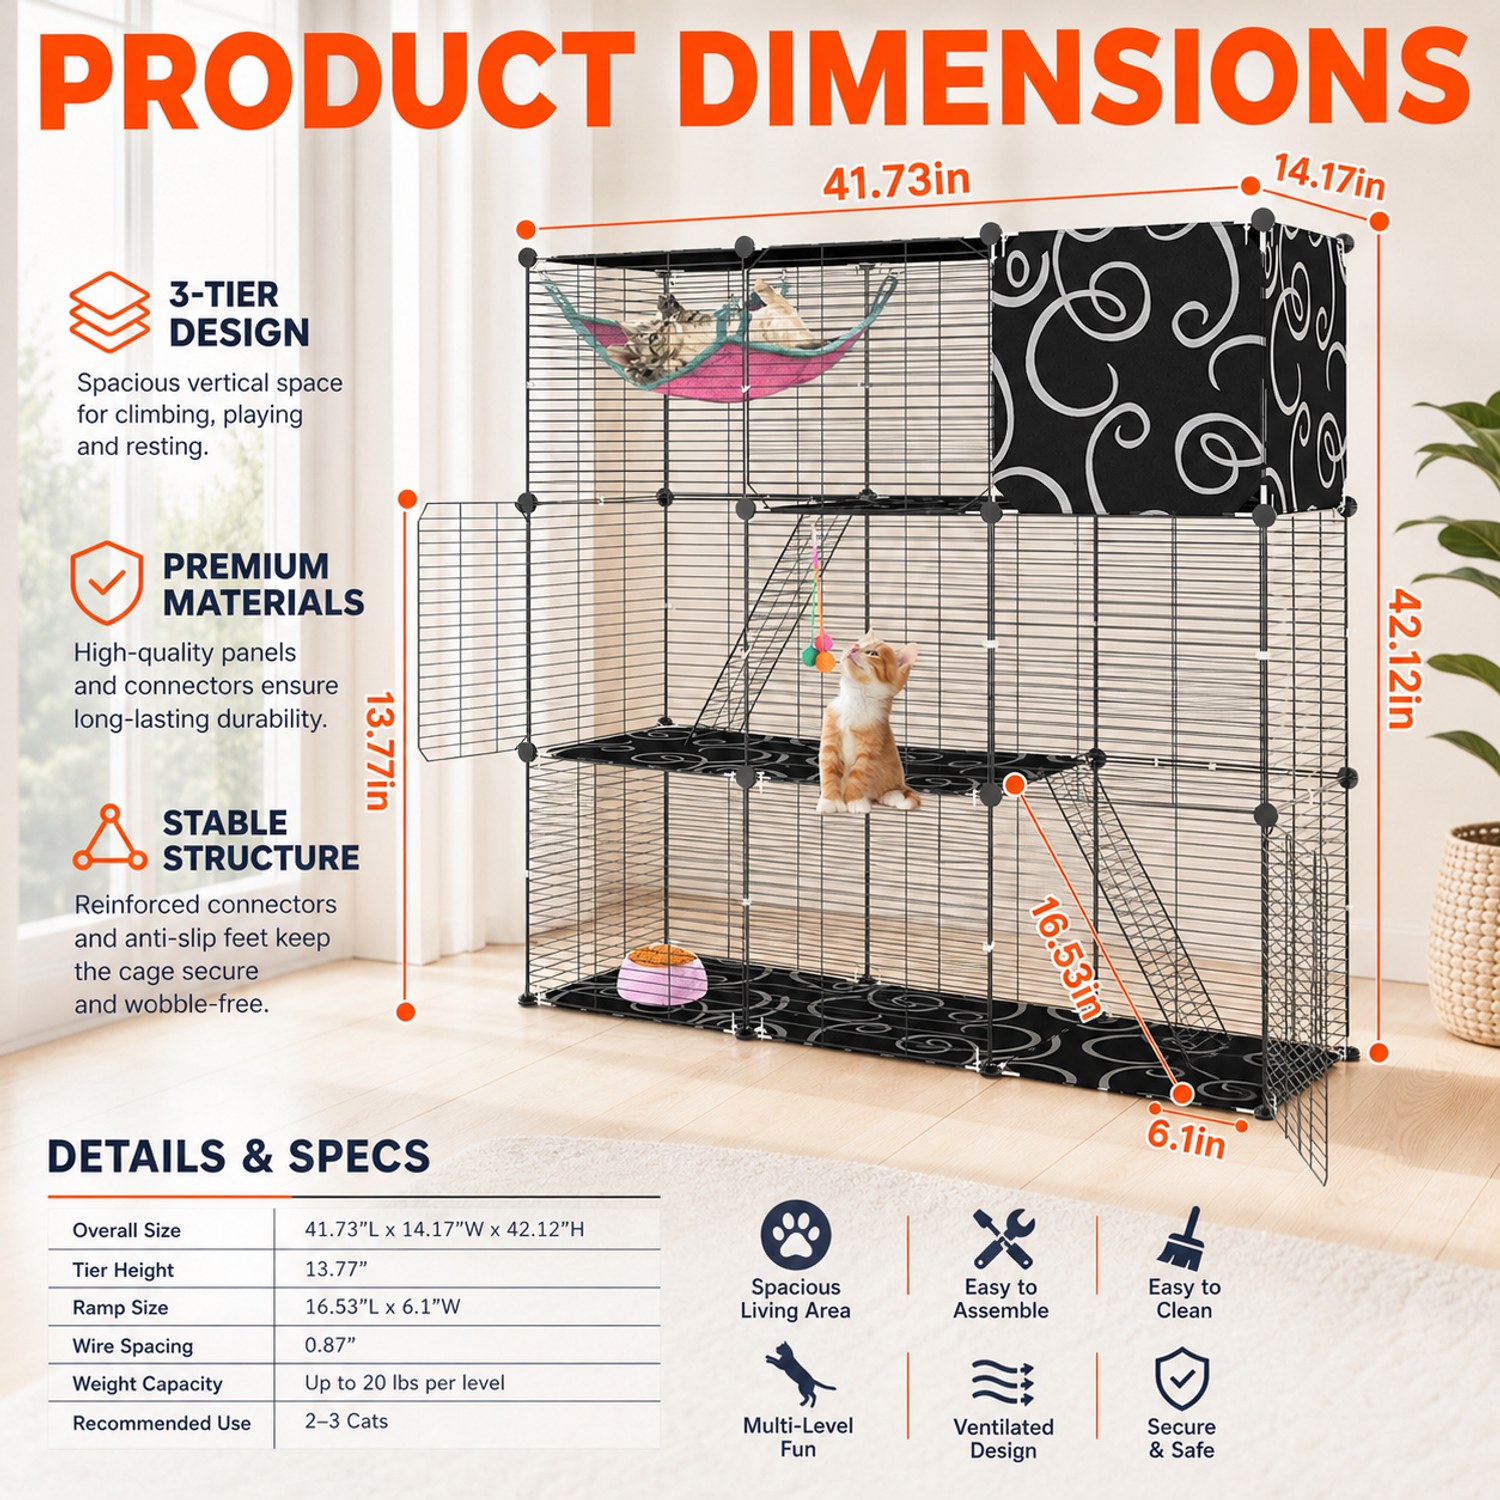 PRODUCT DIMENSIONS
41.73in
14.17in
3-TIER
DESIGN
Spacious vertical space
for climbing, playing
and resting.
PREMIUM
MATERIALS
High-quality panels
and connectors ensure
long-lasting durability.
13.77in
42.12in
STABLE
STRUCTURE
Reinforced connectors
and anti-slip feet keep
the cage secure
and wobble-free.
16.53in
6.1in
DETAILS & SPECS
Overall Size 41.73”L x 14.17”W x 42.12”H
Tier Height 13.77”
Ramp Size 16.53”L x 6.1”W
Wire Spacing 0.87”
Weight Capacity Up to 20 lbs per level
Recommended Use 2–3 Cats
Spacious
Living Area
Easy to
Assemble
Easy to
Clean
Multi-Level
Fun
Ventilated
Design
Secure
& Safe